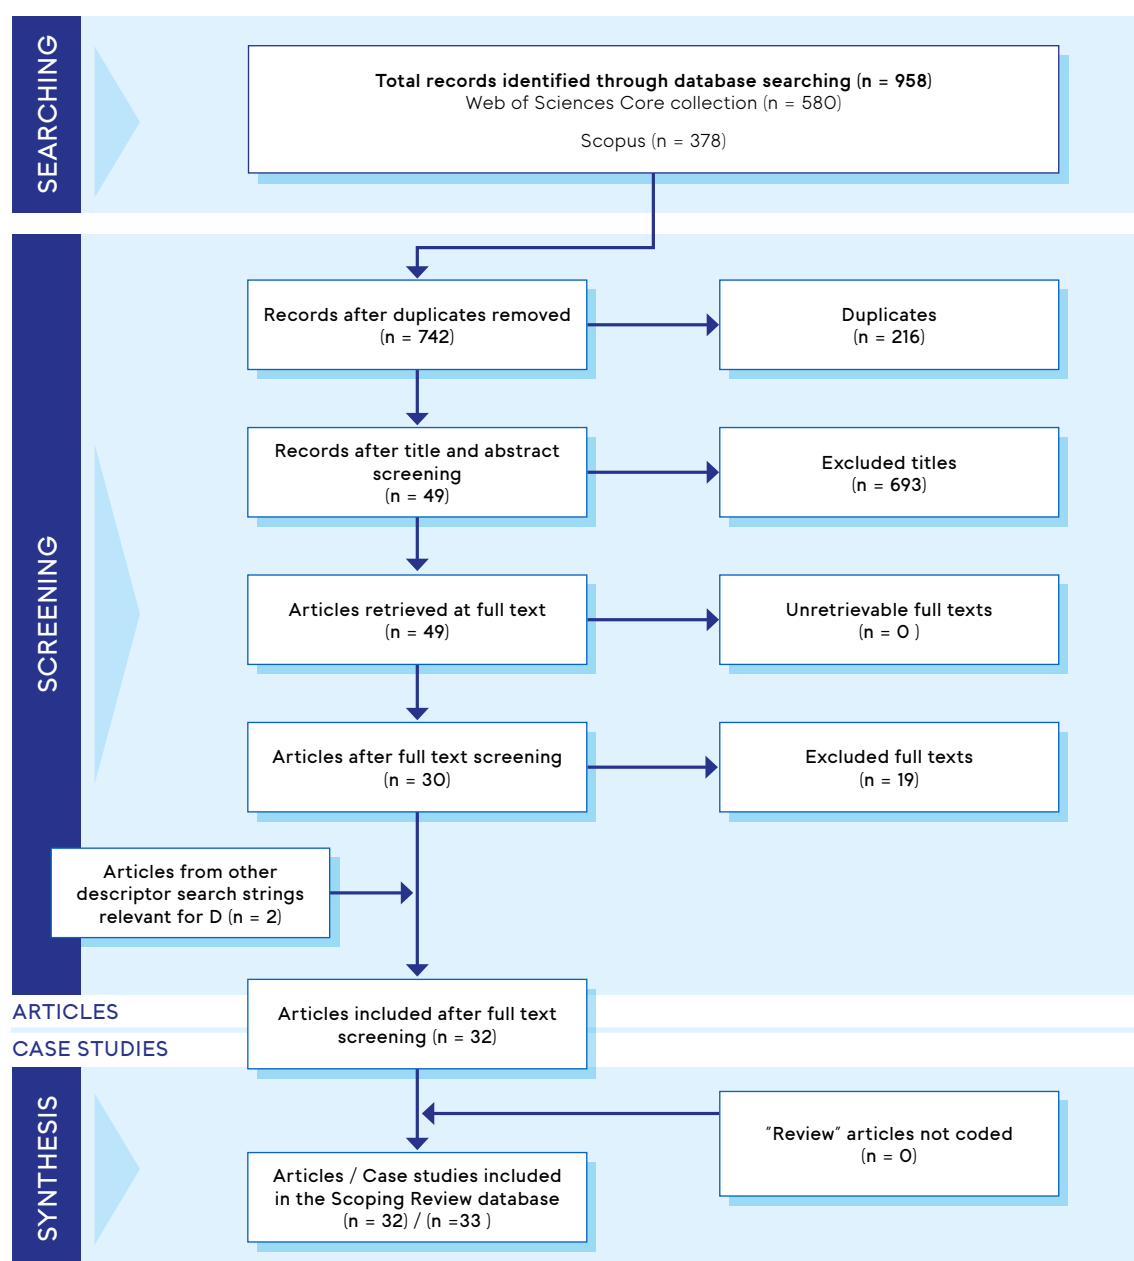 SEARCHING
Total records identified through database searching (n = 958)
Web of Sciences Core collection (n = 580)
Scopus (n = 378)
SCREENING
Records after duplicates removed
(n = 742)
Duplicates
(n = 216)
Records after title and abstract
screening
(n = 49)
Excluded titles
(n = 693)
Articles retrieved at full text
(n = 49)
Unretrievable full texts
(n = 0 )
Articles after full text screening
(n = 30)
Excluded full texts
(n = 19)
Articles from other
descriptor search strings
relevant for D (n = 2)
ARTICLES
Articles included after full text
screening (n = 32)
CASE STUDIES
SYNTHESIS
"Review" articles not coded
(n = 0)
Articles / Case studies included
in the Scoping Review database
(n = 32) / (n =33 )